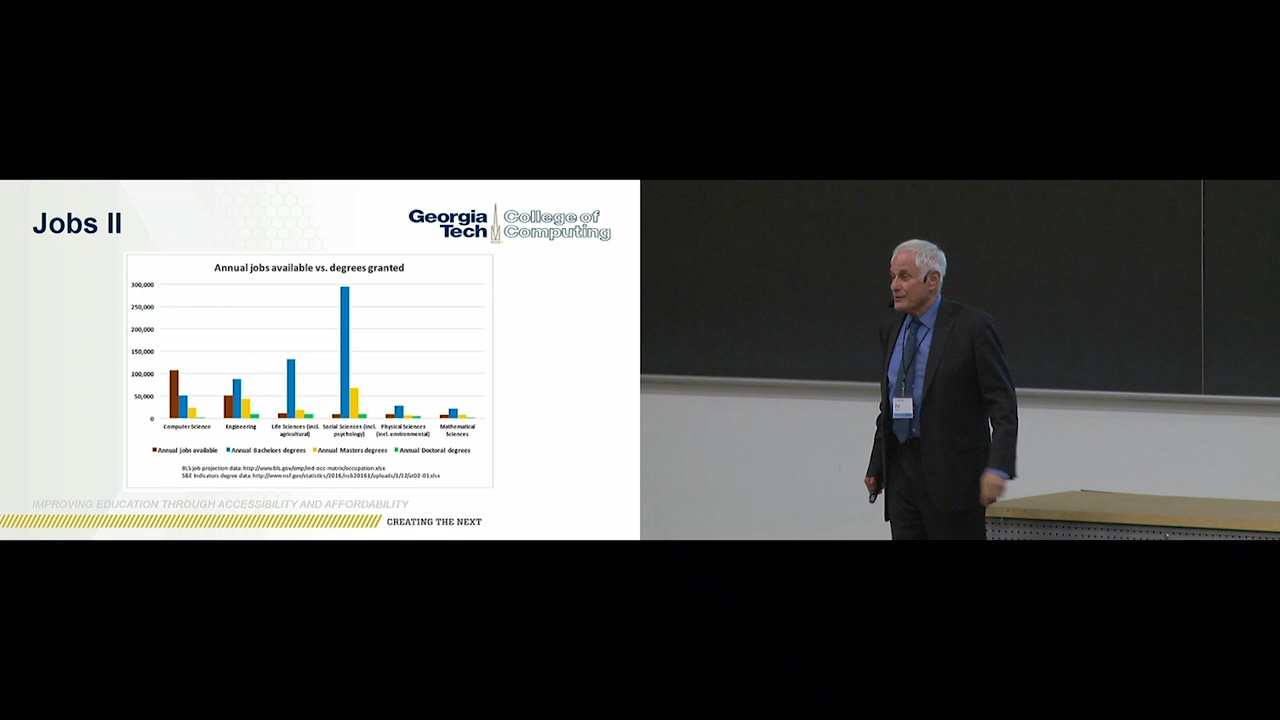 Jobs II
Georgia
Tech
College of
Computing
Annual jobs available vs. degrees granted
300,000
250,000
200,000
150,000
100,000
50,000
0
Computer Science
Engineering
Life Sciences (incl.
agricultural)
Social Sciences (incl.
psychology)
Physical Sciences
(incl. environmental)
Mathematical
Sciences
Annual Jobs available
Annual Bachelors degrees
Annual Masters degrees
Annual Doctoral degrees
BLS job projection data: http://www.bls.gov/emp/ind-occ-matrix/occupation.xlsx
S&E Indicators degree data: http://www.nsf.gov/statistics/2016/nsb20161/uploads/1/12/at02-01.xlsx
IMPROVING EDUCATION THROUGH ACCESSIBILITY AND AFFORDABILITY
CREATING THE NEXT